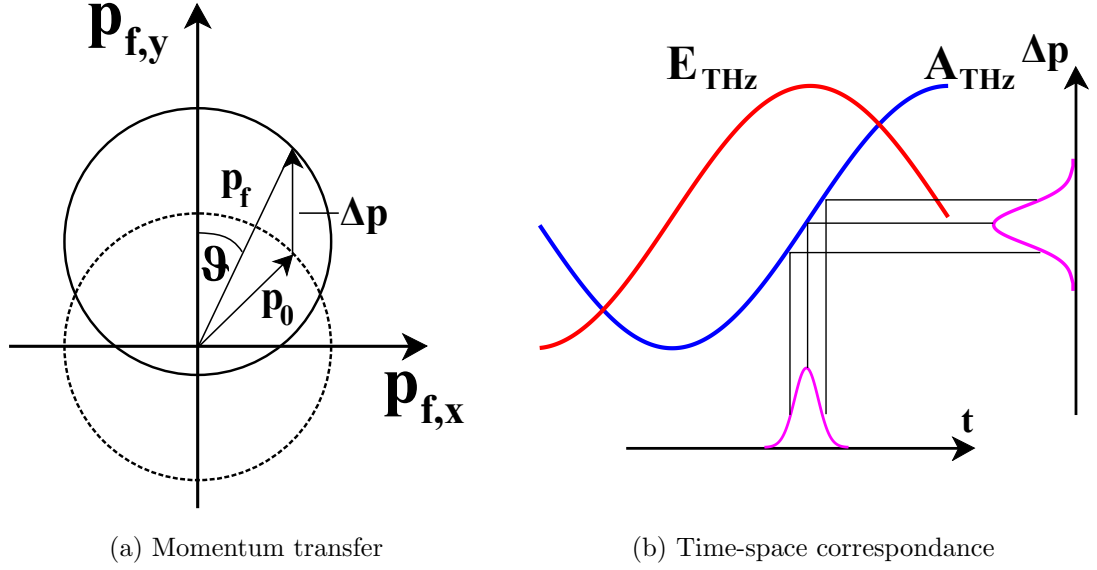 p_f,y
p_f
Δp
ϑ
p_0
p_f,x
(a) Momentum transfer
E_THz
A_THz
Δp
t
(b) Time-space correspondance